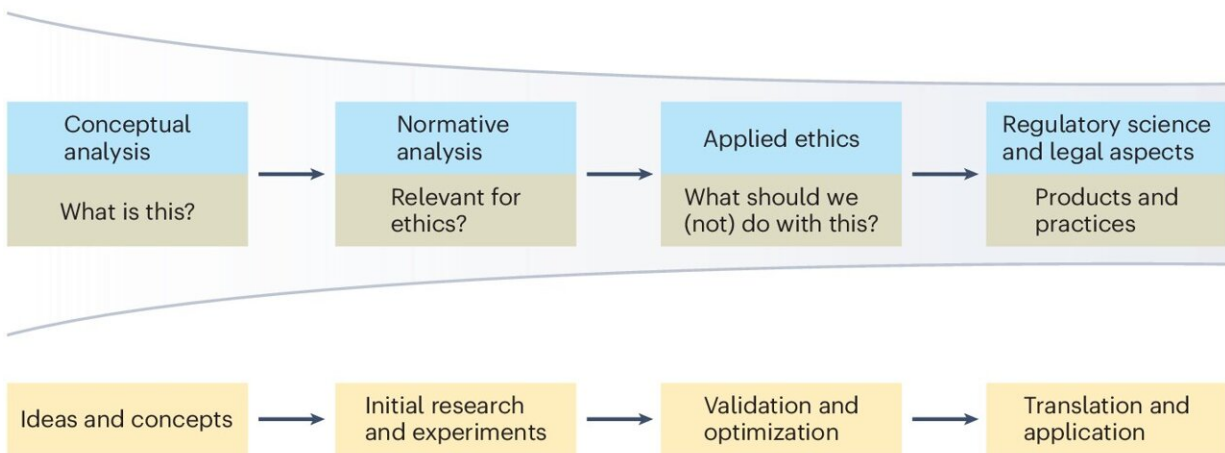 Conceptual
analysis
What is this?
Normative
analysis
Relevant for
ethics?
Applied ethics
What should we
(not) do with this?
Regulatory science
and legal aspects
Products and
practices
Ideas and concepts
Initial research
and experiments
Validation and
optimization
Translation and
application